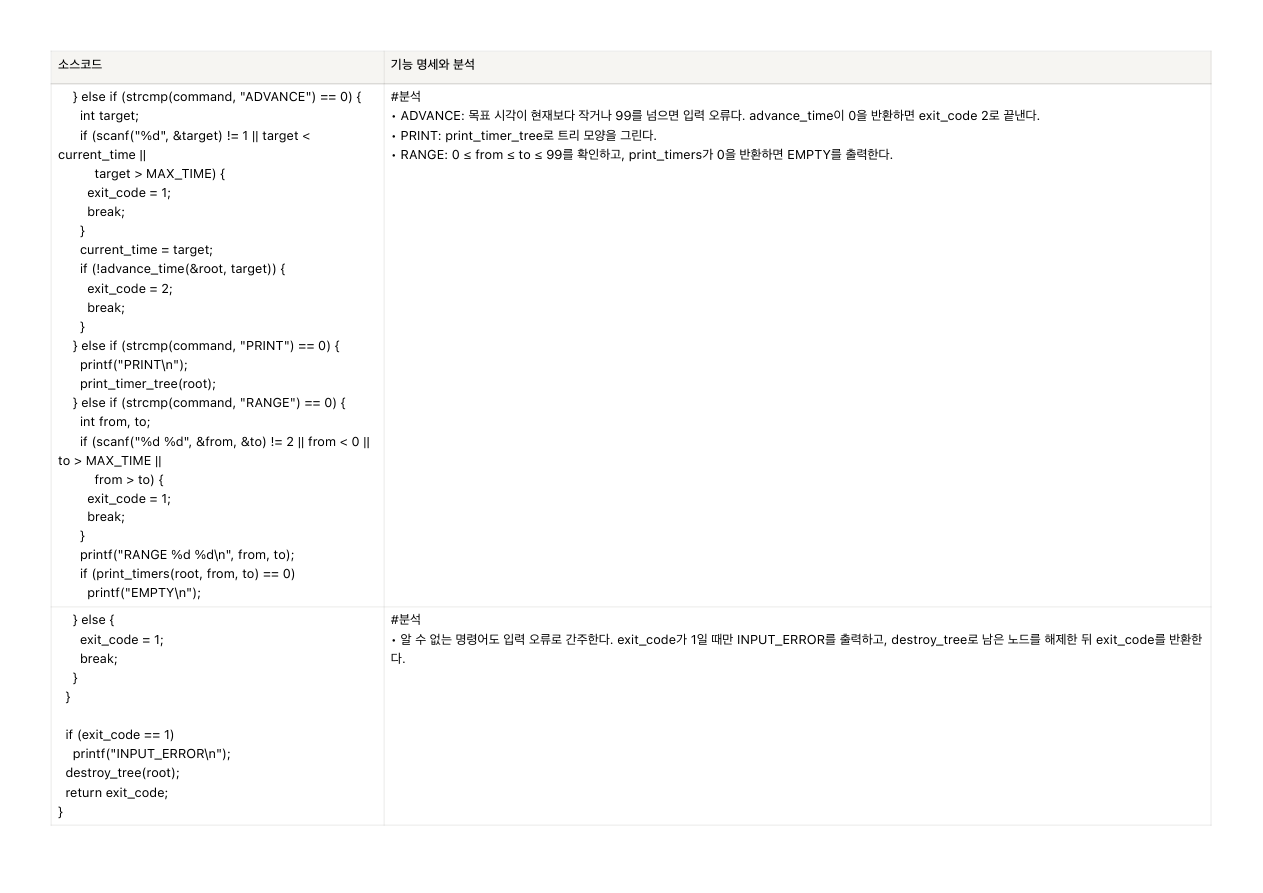 소스코드
기능 명세와 분석
} else if (strcmp(command, "ADVANCE") == 0) {
int target;
if (scanf("%d", &target) != 1 || target <
current_time ||
target > MAX_TIME) {
exit_code = 1;
break;
}
current_time = target;
if (!advance_time(&root, target)) {
exit_code = 2;
break;
}
} else if (strcmp(command, "PRINT") == 0) {
printf("PRINT\n");
print_timer_tree(root);
} else if (strcmp(command, "RANGE") == 0) {
int from, to;
if (scanf("%d %d", &from, &to) != 2 || from < 0 ||
to > MAX_TIME ||
from > to) {
exit_code = 1;
break;
}
printf("RANGE %d %d\n", from, to);
if (print_timers(root, from, to) == 0)
printf("EMPTY\n");
#분석
• ADVANCE: 목표 시각이 현재보다 작거나 99를 넘으면 입력 오류다. advance_time이 0을 반환하면 exit_code 2로 끝낸다.
• PRINT: print_timer_tree로 트리 모양을 그린다.
• RANGE: 0 ≤ from ≤ to ≤ 99를 확인하고, print_timers가 0을 반환하면 EMPTY를 출력한다.
} else {
exit_code = 1;
break;
}
}
if (exit_code == 1)
printf("INPUT_ERROR\n");
destroy_tree(root);
return exit_code;
}
#분석
• 알 수 없는 명령어도 입력 오류로 간주한다. exit_code가 1일 때만 INPUT_ERROR를 출력하고, destroy_tree로 남은 노드를 해제한 뒤 exit_code를 반환한
다.